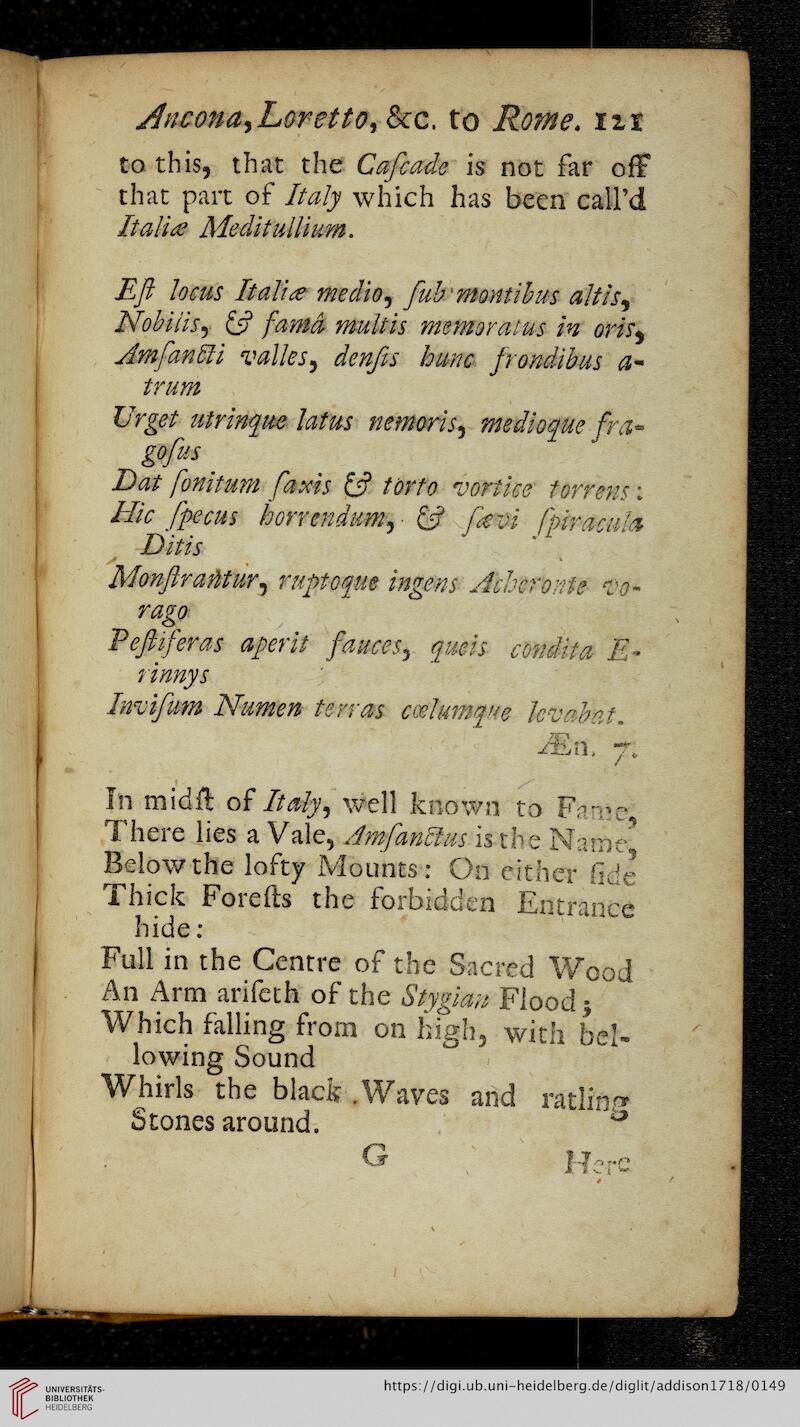 Ancona, Loretto, &c. to Rome. 121
to this, that the Caſcade is not far off
that part of Italy which has been call'd
Italiæ Meditullium.
Eſt locus Italiæ medio, ſub montibus altis,
Nobilis, & famâ multis memoratus in oris,
Amſancti valles, denſis hunc frondibus a-
trum
Urget utrinque latus nemoris, medioque fra-
goſus
Dat ſonitum ſaxis & torto vortice torrens:
Hic ſpecus horrendum, & ſævi ſpiracula
Ditis
Monſtrantur, ruptoque ingens Acheronte vo-
rago
Peſtiferas aperit fauces, queis condita E-
rinnys
Inviſum Numen terras cœlumque levabat.
Æn. 7.
In midſt of Italy, well known to Fame,
There lies a Vale, Amſanctus is the Name,
Below the lofty Mounts: On either ſide
Thick Foreſts the forbidden Entrance
hide:
Full in the Centre of the Sacred Wood
An Arm ariſeth of the Stygian Flood;
Which falling from on high, with bel-
lowing Sound
Whirls the black Waves and ratling
Stones around.
G Here
UNIVERSITÄTS-
BIBLIOTHEK
HEIDELBERG
https://digi.ub.uni-heidelberg.de/diglit/addison1718/0149